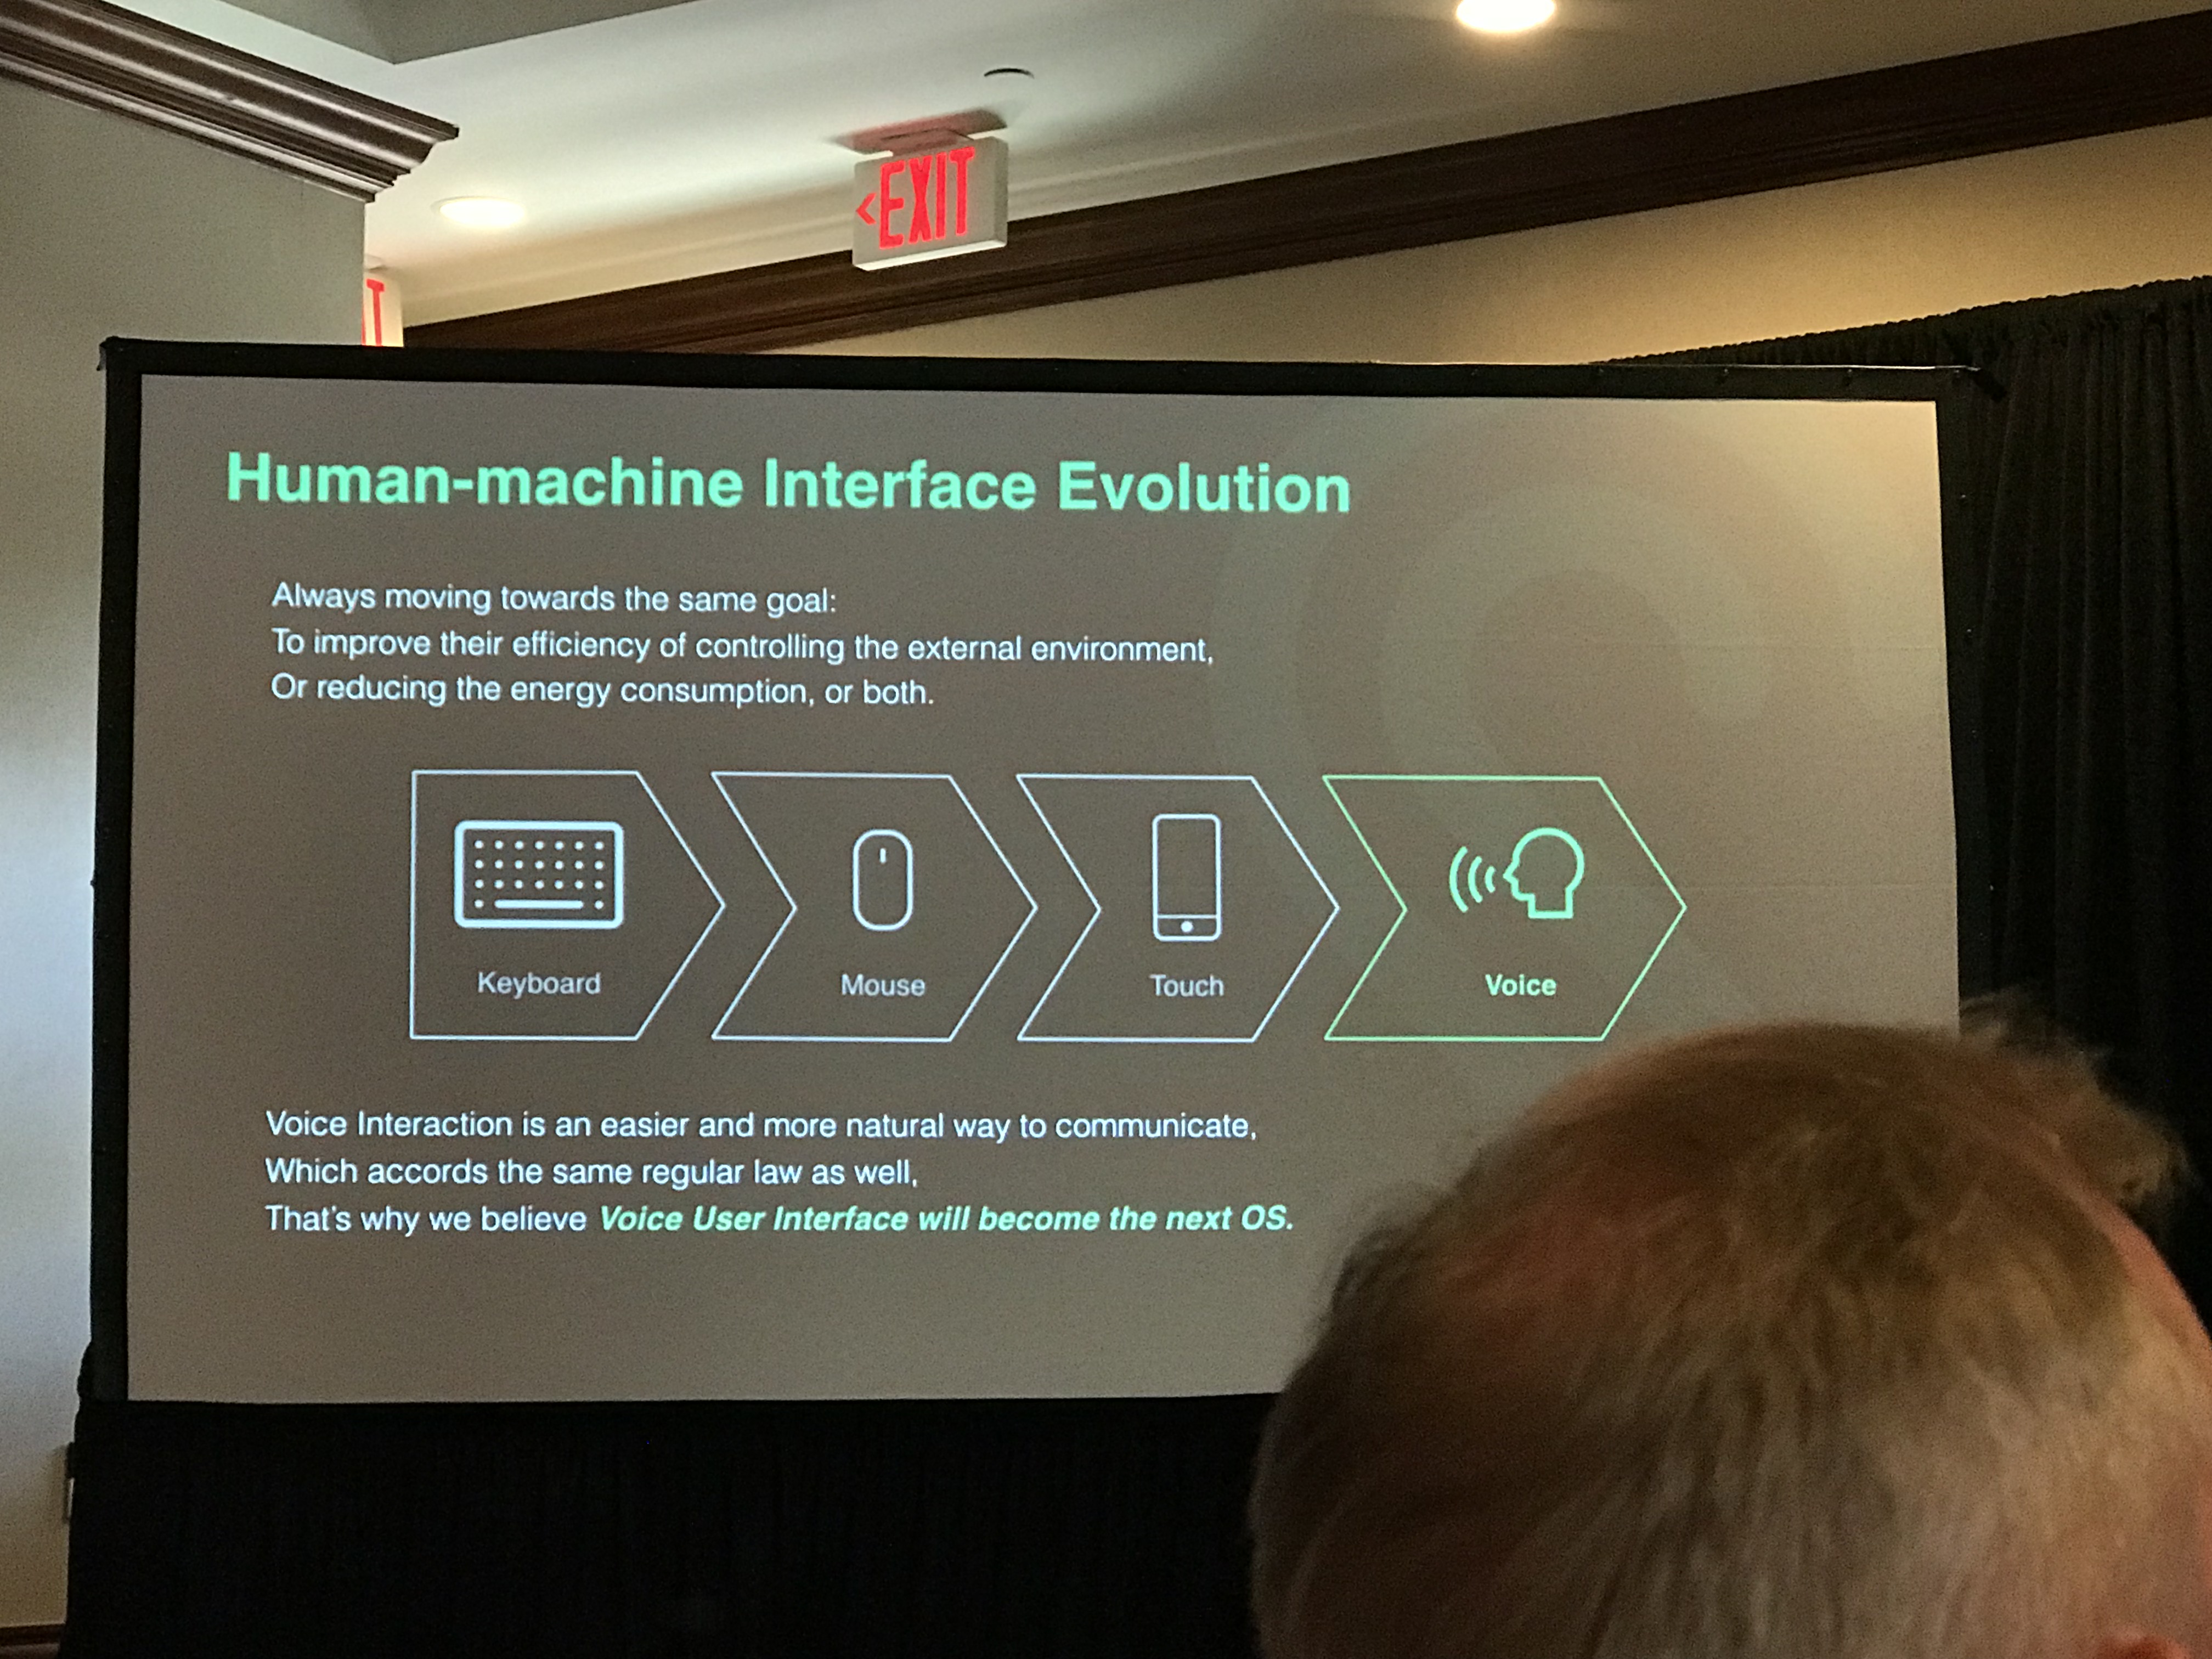 <EXIT
T
Human-machine Interface Evolution
Always moving towards the same goal:
To improve their efficiency of controlling the external environment,
Or reducing the energy consumption, or both.
Keyboard
Mouse
Touch
Voice
Voice Interaction is an easier and more natural way to communicate,
Which accords the same regular law as well,
That's why we believe Voice User Interface will become the next OS.